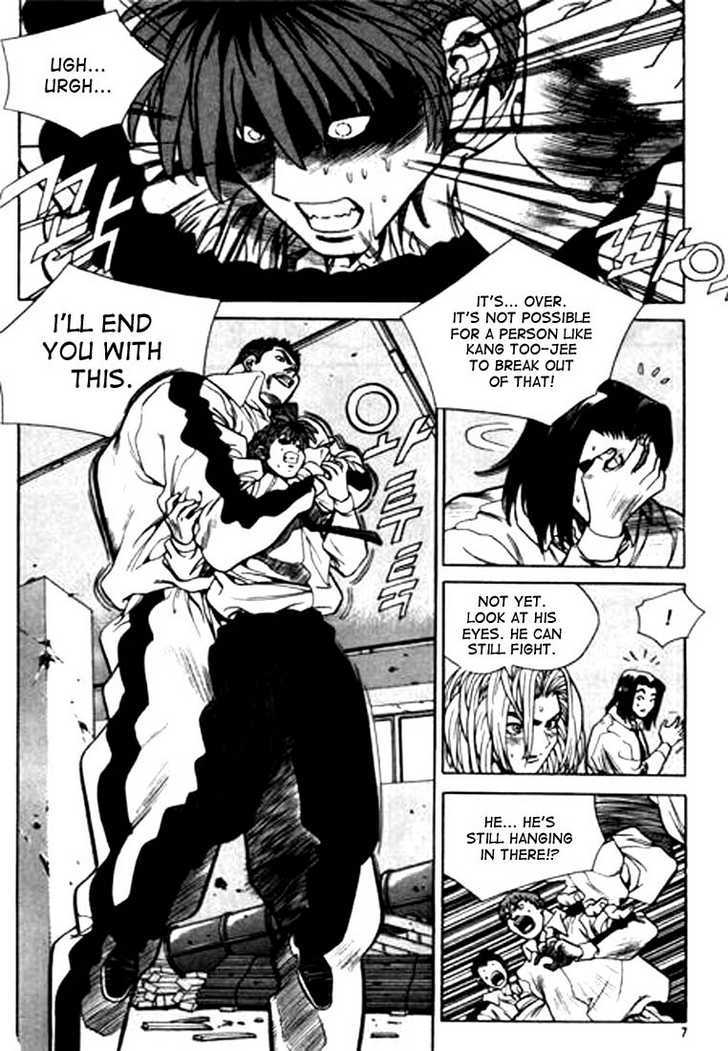 UGH...
URGH...
I'LL END
YOU WITH
THIS.
IT'S... OVER.
IT'S NOT POSSIBLE
FOR A PERSON LIKE
KANG TOO-JEE
TO BREAK OUT
OF THAT!
NOT YET.
LOOK AT HIS
EYES. HE CAN
STILL FIGHT.
!
HE... HE'S
STILL HANGING
IN THERE!?
7